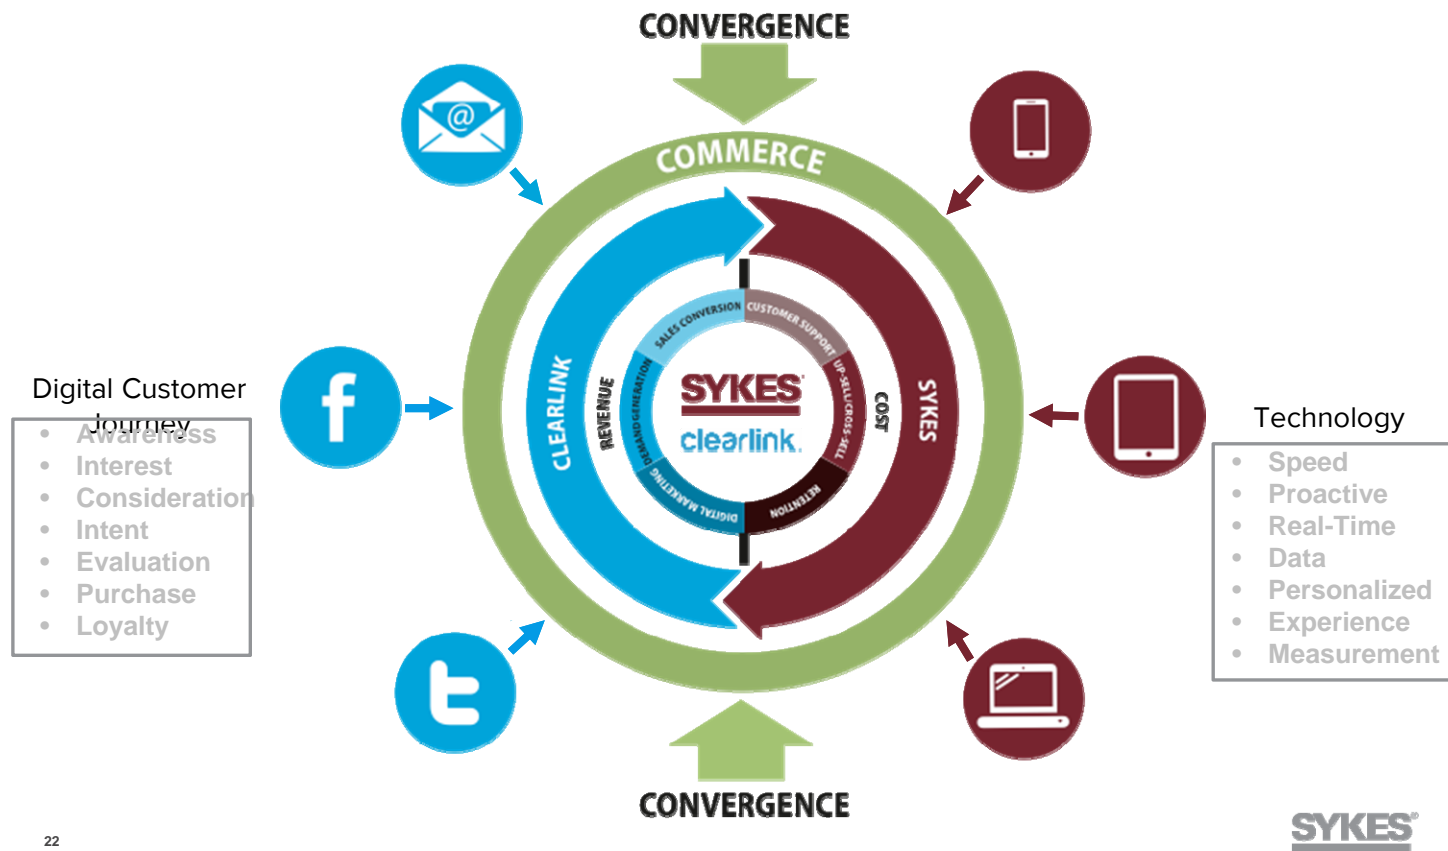 CONVERGENCE
COMMERCE
@
Digital Customer
Journey
• Awareness
• Interest
• Consideration
• Intent
• Evaluation
• Purchase
• Loyalty
f
t
CLEARLINK
REVENUE
SALES CONVERSION
DEMAND GENERATION
DIGITAL MARKETING
SYKES
clearlink.
CUSTOMER SUPPORT
UP-SELL/CROSS-SELL
RETENTION
COST
SYKES
Technology
• Speed
• Proactive
• Real-Time
• Data
• Personalized
• Experience
• Measurement
CONVERGENCE
22
SYKES®